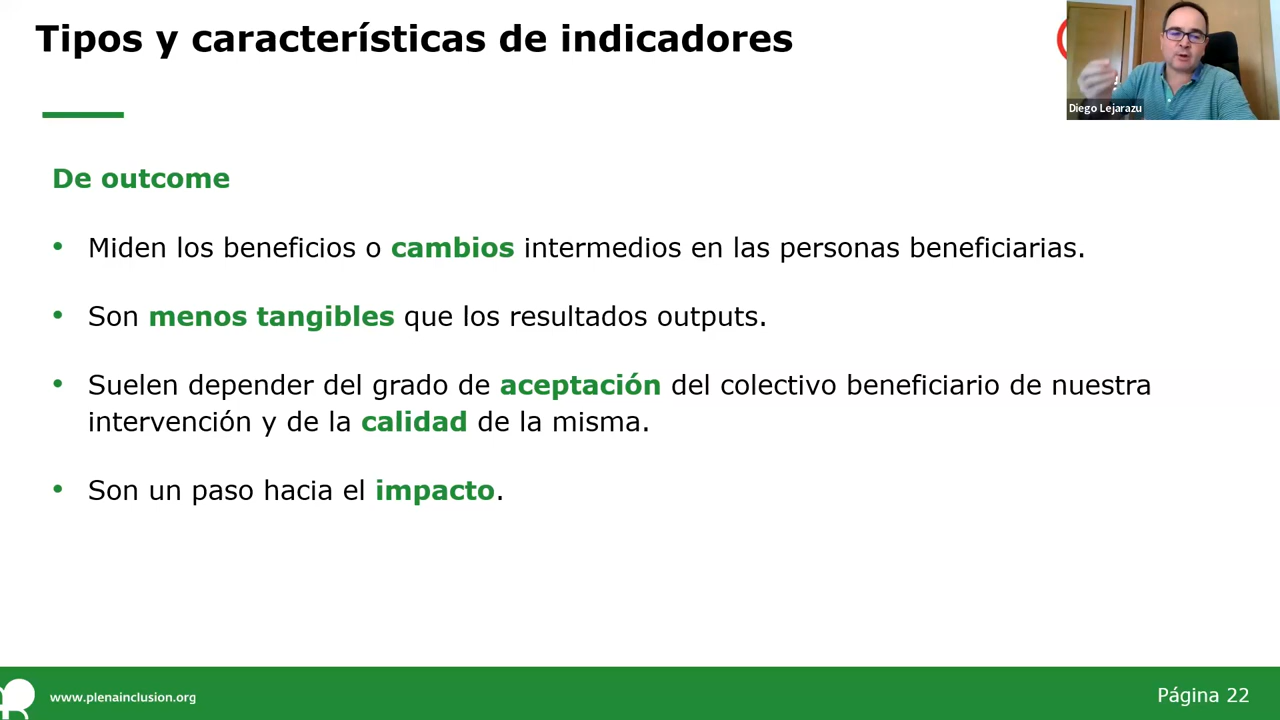 Tipos y características de indicadores
Diego Lejarazu
De outcome
• Miden los beneficios o cambios intermedios en las personas beneficiarias.
• Son menos tangibles que los resultados outputs.
• Suelen depender del grado de aceptación del colectivo beneficiario de nuestra
intervención y de la calidad de la misma.
• Son un paso hacia el impacto.
www.plenainclusion.org
Página 22